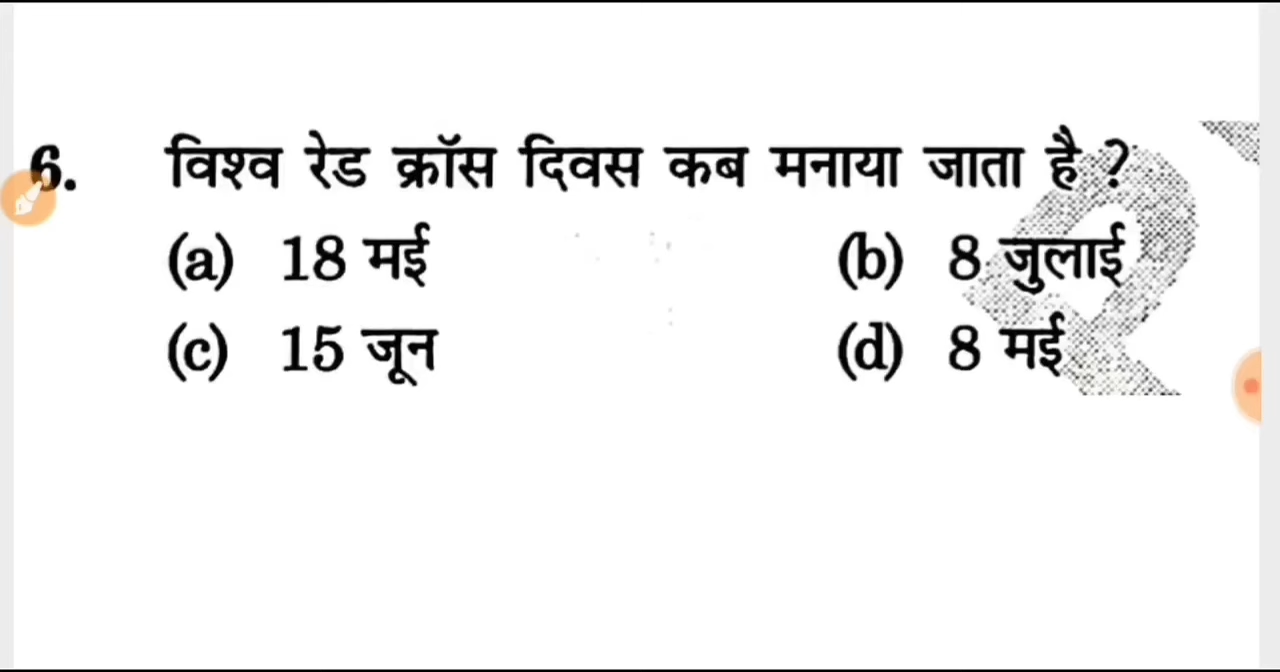 6. विश्व रेड क्रॉस दिवस कब मनाया जाता है ?
(a) 18 मई (b) 8 जुलाई
(c) 15 जून (d) 8 मई